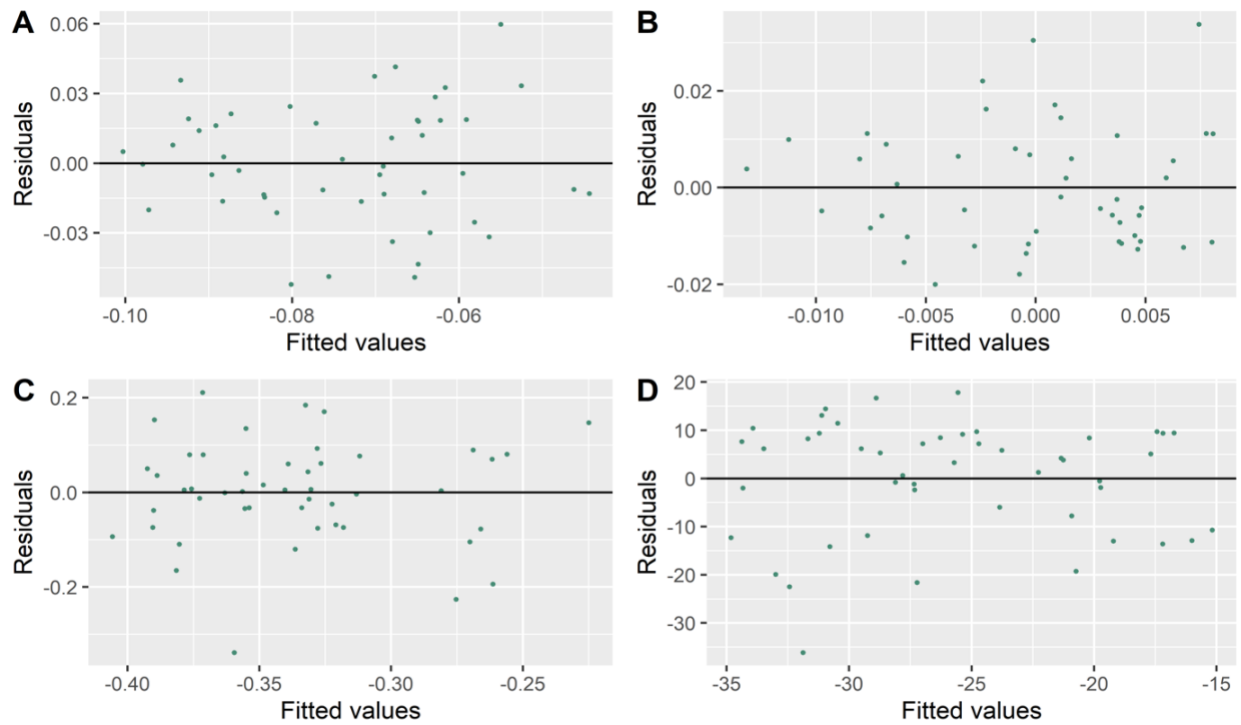 A
B
0.06
0.03
0.00
-0.03
Residuals
-0.10
-0.08
-0.06
Fitted values
0.02
0.00
-0.02
Residuals
-0.010
-0.005
0.000
0.005
Fitted values
C
D
0.2
0.0
-0.2
Residuals
-0.40
-0.35
-0.30
-0.25
Fitted values
20
10
0
-10
-20
-30
Residuals
-35
-30
-25
-20
-15
Fitted values